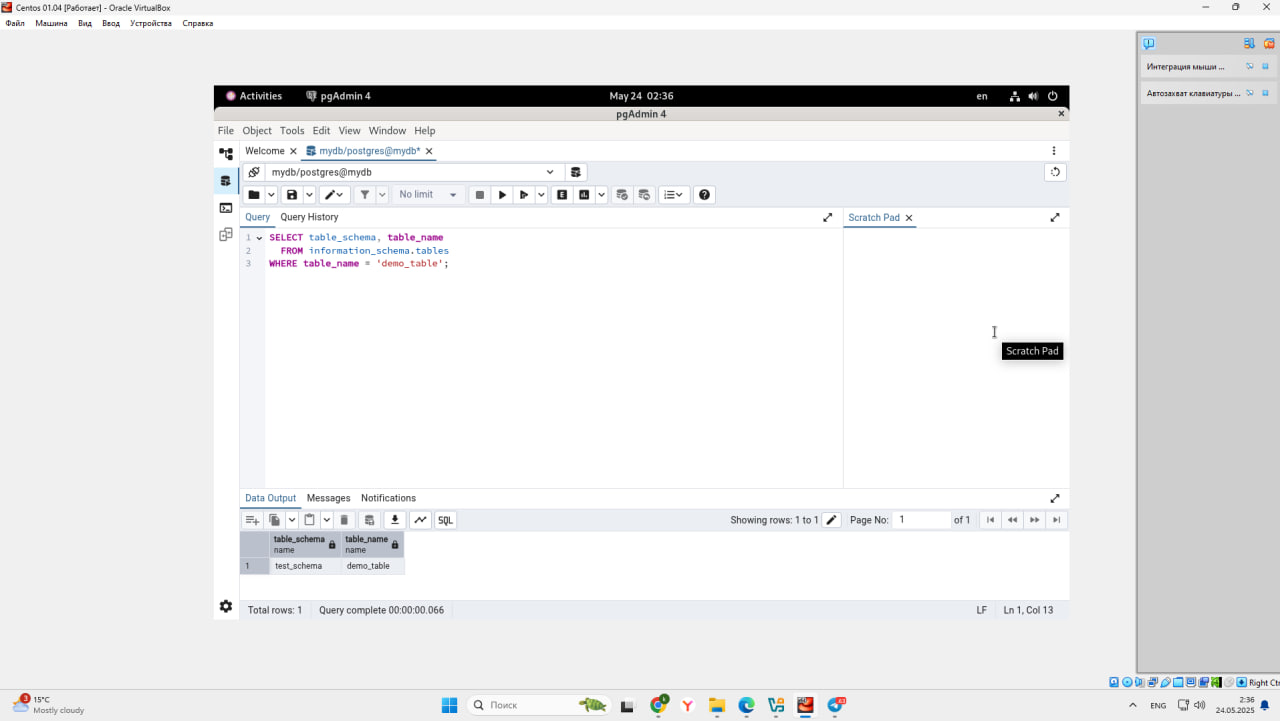 Centos 01.04 [Работает] - Oracle VirtualBox
Файл Машина Вид Ввод Устройства Справка
Интеграция мыши ...
Автозахват клавиатуры ...
Activities pgAdmin 4 May 24 02:36 en
pgAdmin 4
File Object Tools Edit View Window Help
Welcome mydb/postgres@mydb*
mydb/postgres@mydb
No limit E
Query Query History Scratch Pad
1 SELECT table_schema, table_name
2 FROM information_schema.tables
3 WHERE table_name = 'demo_table';
Scratch Pad
Data Output Messages Notifications
SQL Showing rows: 1 to 1 Page No: 1 of 1
table_schema table_name
name name
1 test_schema demo_table
Total rows: 1 Query complete 00:00:00.066 LF Ln 1, Col 13
Right Ctrl
3 15°C
Mostly cloudy
Поиск
ENG
2:36
24.05.2025